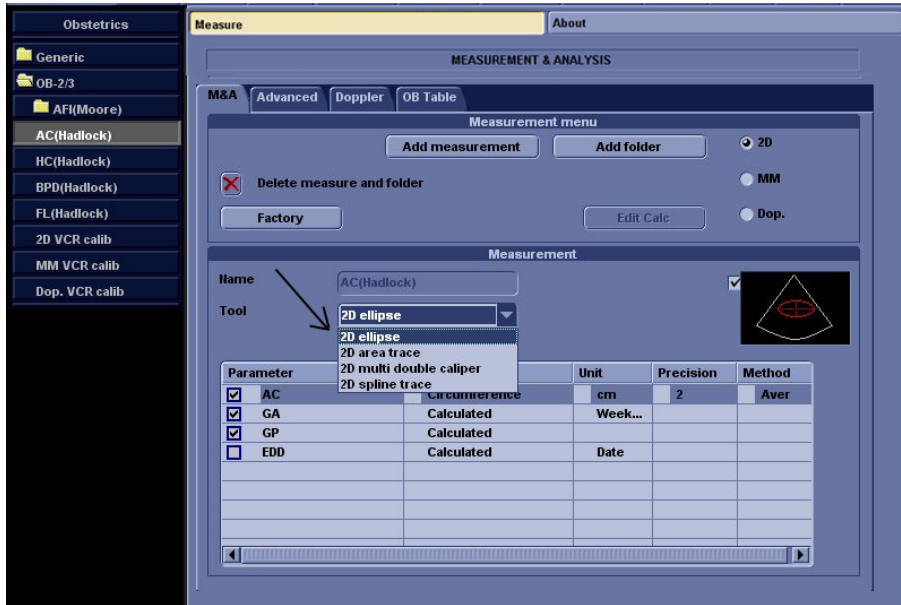 Obstetrics
Generic
OB-2/3
AFI(Moore)
AC(Hadlock)
HC(Hadlock)
BPD(Hadlock)
FL(Hadlock)
2D VCR calib
MM VCR calib
Dop. VCR calib
Measure
About
MEASUREMENT & ANALYSIS
M&A Advanced Doppler OB Table
Measurement menu
Add measurement Add folder 2D
Delete measure and folder MM
Factory Edit Calc Dop.
Measurement
Name AC(Hadlock)
Tool 2D ellipse
2D ellipse
2D area trace
2D multi double caliper
2D spline trace
Parameter Unit Precision Method
AC Circumference cm 2 Aver
GA Calculated Week...
GP Calculated
EDD Calculated Date